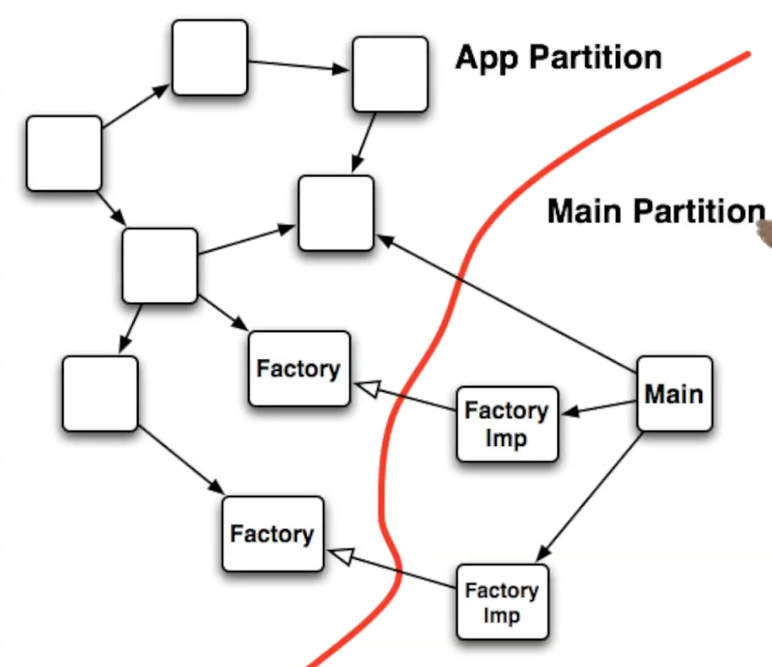 App Partition
Main Partition
Factory
Main
Factory
Imp
Factory
Factory
Imp